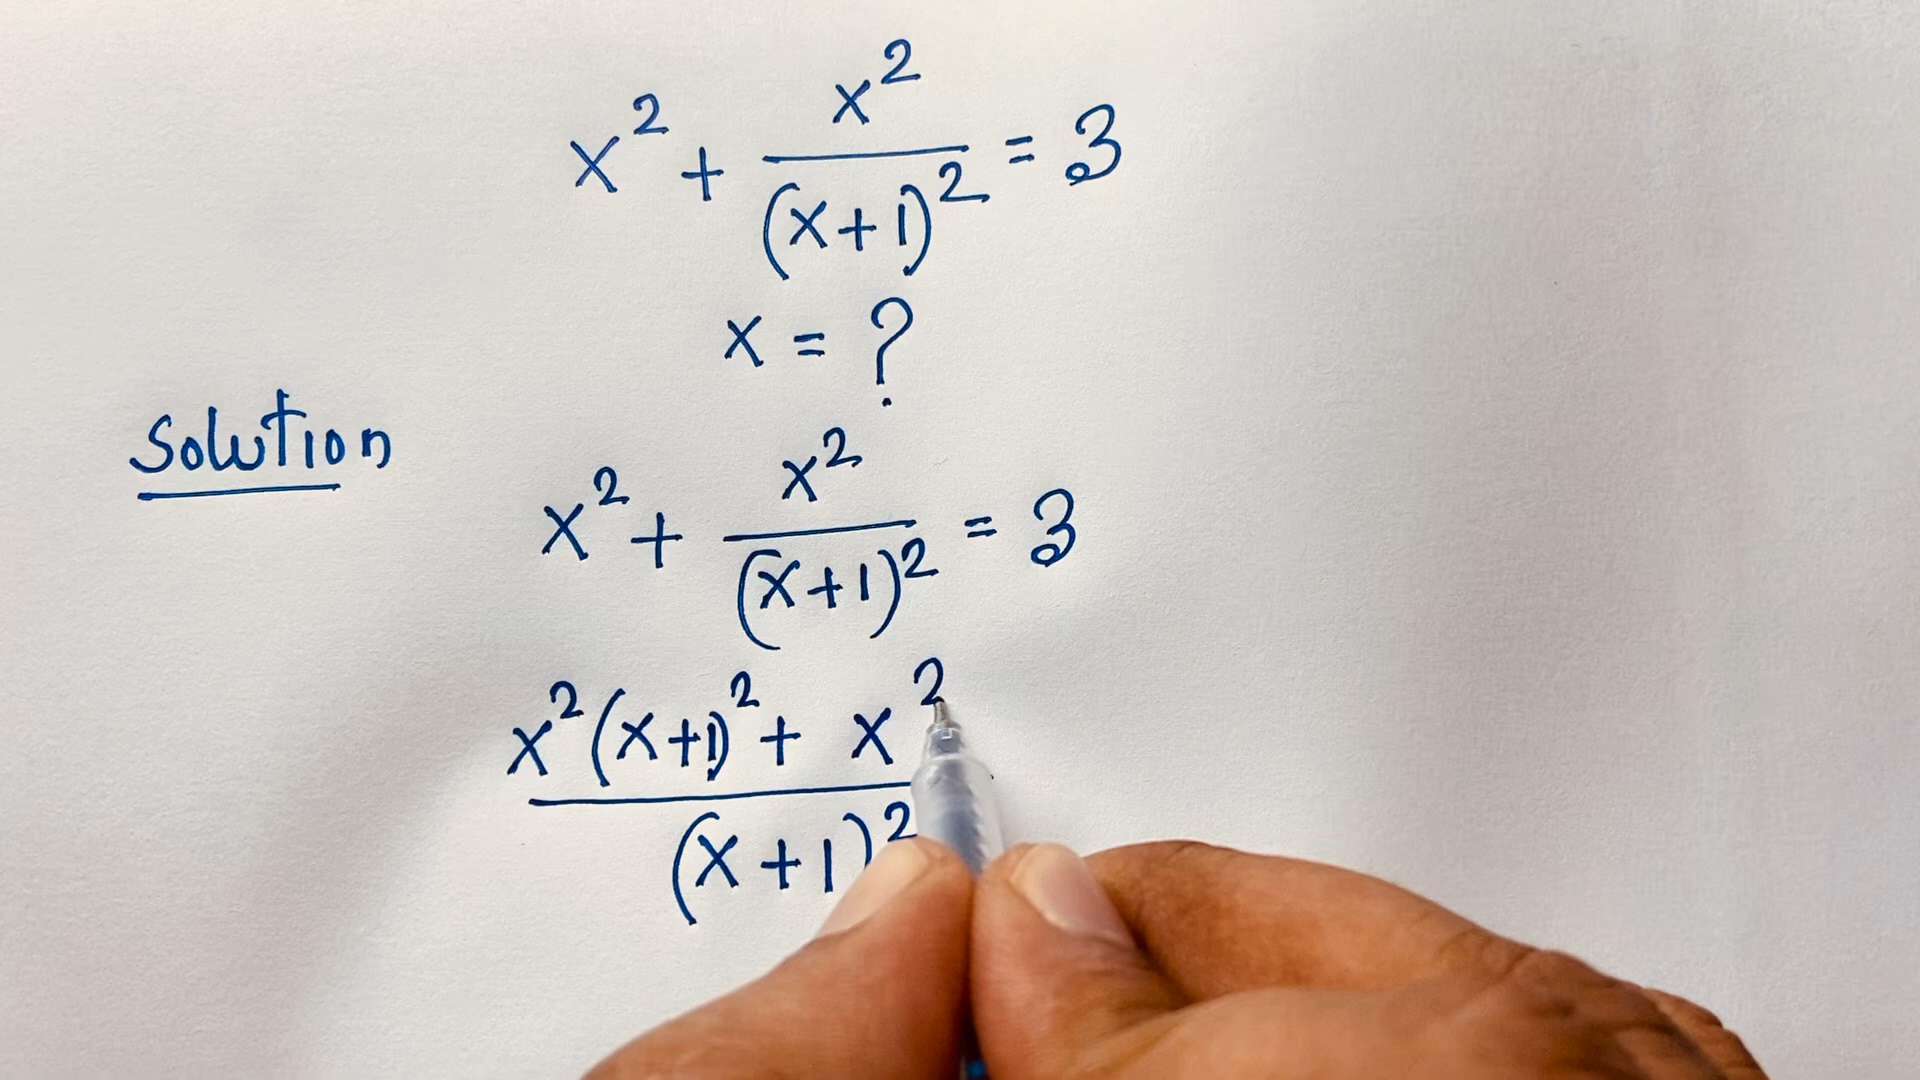 x² + x²/(x+1)² = 3
x = ?
Solution
x² + x²/(x+1)² = 3
x²(x+1)² + x²/(x+1)²